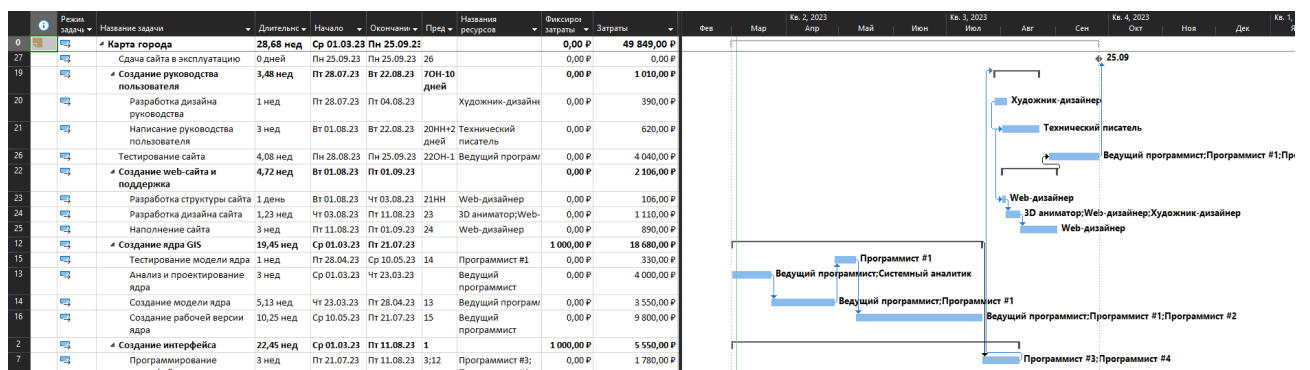 Режим задачи Название задачи Длительнс Начало Окончани Пред Названия ресурсов Фиксиро затраты Затраты
0 Карта города 28,68 нед Ср 01.03.23 Пн 25.09.23 0,00 ₽ 49 849,00 ₽
27 Сдача сайта в эксплуатацию 0 дней Пн 25.09.23 Пн 25.09.23 26 0,00 ₽ 0,00 ₽
19 Создание руководства пользователя 3,48 нед Пт 28.07.23 Вт 22.08.23 7ОН-10 дней 0,00 ₽ 1 010,00 ₽
20 Разработка дизайна руководства 1 нед Пт 28.07.23 Пт 04.08.23 Художник-дизайне 0,00 ₽ 390,00 ₽
21 Написание руководства пользователя 3 нед Вт 01.08.23 Вт 22.08.23 20НН+2 дней Технический писатель 0,00 ₽ 620,00 ₽
26 Тестирование сайта 4,08 нед Пн 28.08.23 Пн 25.09.23 22ОН-1 Ведущий програм 0,00 ₽ 4 040,00 ₽
22 Создание web-сайта и поддержка 4,72 нед Вт 01.08.23 Пт 01.09.23 0,00 ₽ 2 106,00 ₽
23 Разработка структуры сайта 1 день Вт 01.08.23 Чт 03.08.23 21НН Web-дизайнер 0,00 ₽ 106,00 ₽
24 Разработка дизайна сайта 1,23 нед Чт 03.08.23 Пт 11.08.23 23 3D аниматор;Web- 0,00 ₽ 1 110,00 ₽
25 Наполнение сайта 3 нед Пт 11.08.23 Пт 01.09.23 24 Web-дизайнер 0,00 ₽ 890,00 ₽
12 Создание ядра GIS 19,45 нед Ср 01.03.23 Пт 21.07.23 1 000,00 ₽ 18 680,00 ₽
15 Тестирование модели ядра 1 нед Пт 28.04.23 Ср 10.05.23 14 Программист #1 0,00 ₽ 330,00 ₽
13 Анализ и проектирование ядра 3 нед Ср 01.03.23 Чт 23.03.23 Ведущий программист 0,00 ₽ 4 000,00 ₽
14 Создание модели ядра 5,13 нед Чт 23.03.23 Пт 28.04.23 13 Ведущий програм 0,00 ₽ 3 550,00 ₽
16 Создание рабочей версии ядра 10,25 нед Ср 10.05.23 Пт 21.07.23 15 Ведущий программист 0,00 ₽ 9 800,00 ₽
2 Создание интерфейса 22,45 нед Ср 01.03.23 Пт 11.08.23 1 1 000,00 ₽ 5 550,00 ₽
7 Программирование 3 нед Пт 21.07.23 Пт 11.08.23 3;12 Программист #3; 0,00 ₽ 1 780,00 ₽
Кв. 2, 2023 Кв. 3, 2023 Кв. 4, 2023 Кв. 1,
Фев Мар Апр Май Июн Июл Авг Сен Окт Ноя Дек
25.09
Художник-дизайнер
Технический писатель
Ведущий программист;Программист #1;Про
Web-дизайнер
3D аниматор;Web-дизайнер;Художник-дизайнер
Web-дизайнер
Программист #1
Ведущий программист;Системный аналитик
Ведущий программист;Программист #1
Ведущий программист;Программист #1;Программист #2
Программист #3;Программист #4